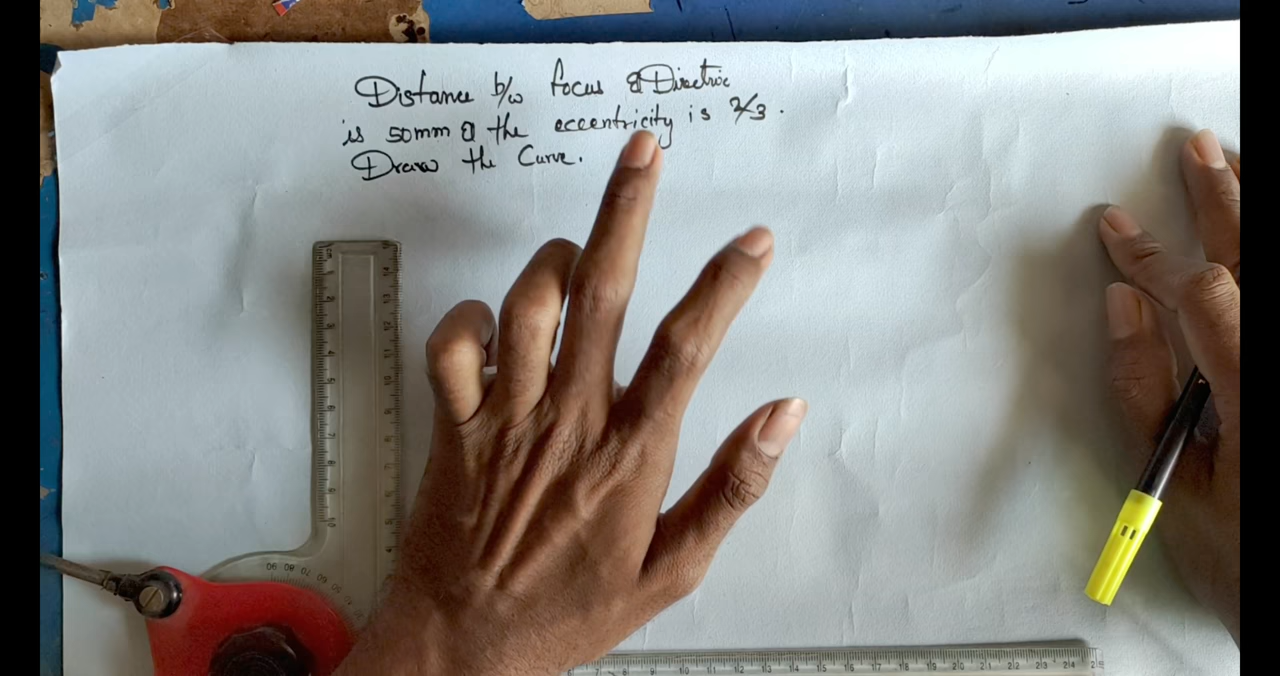 Distance b/w focus & Directric
is 50mm & the eccentricity is 2/3.
Draw the Curve.